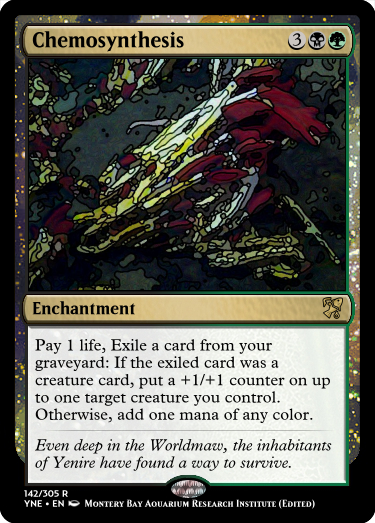 Chemosynthesis 3
Enchantment
Pay 1 life, Exile a card from your
graveyard: If the exiled card was a
creature card, put a +1/+1 counter on up
to one target creature you control.
Otherwise, add one mana of any color.
Even deep in the Worldmaw, the inhabitants
of Yenire have found a way to survive.
142/305 R
YNE • EN Montery Bay Aquarium Research Institute (Edited)